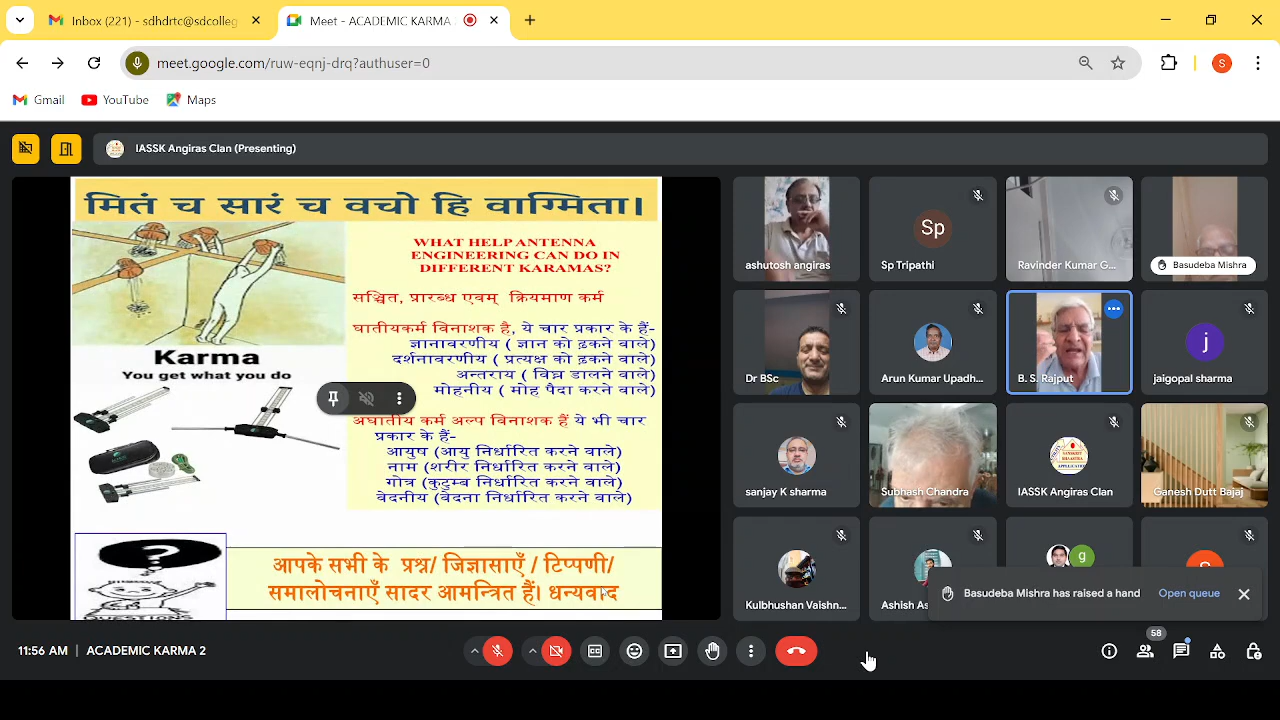 Inbox (221) - sdhdrtc@sdcolleg
Meet - ACADEMIC KARMA
meet.google.com/ruw-eqnj-drq?authuser=0
Gmail
YouTube
Maps
S
IASSK Angiras Clan (Presenting)
मितं च सारं च वचो हि वाग्मिता।
WHAT HELP ANTENNA
ENGINEERING CAN DO IN
DIFFERENT KARAMAS?
सञ्चित, प्रारब्ध एवम् क्रियमाण कर्म
घातीयकर्म विनाशक है, ये चार प्रकार के हैं-
ज्ञानावरणीय ( ज्ञान को ढ़कने वाले)
दर्शनावरणीय ( प्रत्यक्ष को ढ़कने वाले)
अन्तराय ( विघ्न डालने वाले)
मोहनीय ( मोह पैदा करने वाले)
अघातीय कर्म अल्प विनाशक हैं ये भी चार
प्रकार के हैं-
आयुष (आयु निर्धारित करने वाले)
नाम (शरीर निर्धारित करने वाले)
गोत्र (कुटुम्ब निर्धारित करने वाले)
वेदनीय (वेदना निर्धारित करने वाले)
Karma
You get what you do
?
QUESTIONS
आपके सभी के प्रश्न/ जिज्ञासाएँ / टिप्पणी/
समालोचनाएँ सादर आमन्त्रित हैं। धन्यवाद
ashutosh angiras
Sp
Sp Tripathi
Ravinder Kumar G...
Basudeba Mishra
Dr BSc
Arun Kumar Upadh...
B. S. Rajput
j
jaigopal sharma
sanjay K sharma
Subhash Chandra
IASSK Angiras Clan
Ganesh Dutt Bajaj
Kulbhushan Vaishn...
Ashish As
g
Basudeba Mishra has raised a hand
Open queue
11:56 AM | ACADEMIC KARMA 2
58